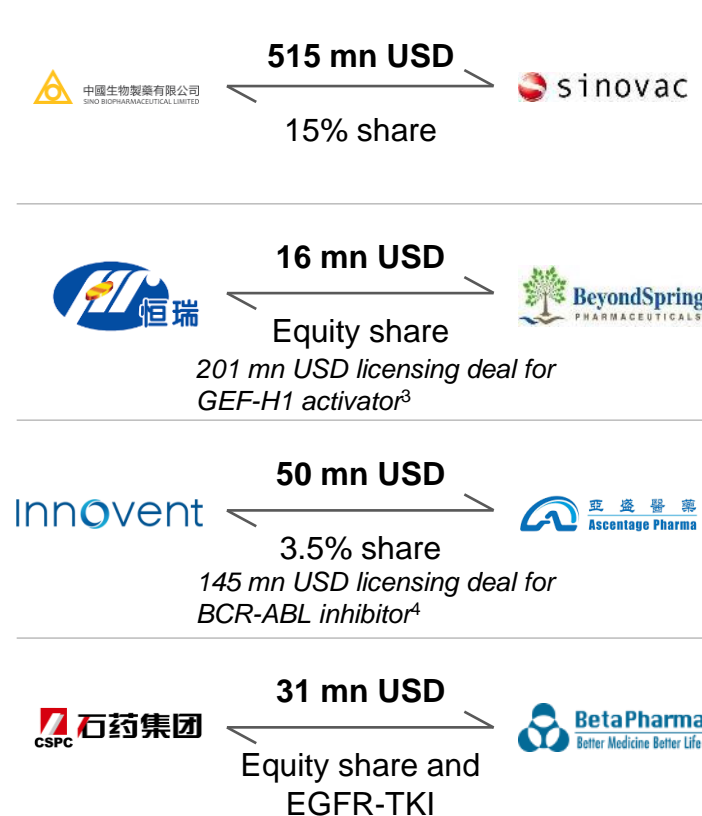 515 mn USD
中國生物製藥有限公司
SINO BIOPHARMACEUTICAL LIMITED
sinovac
15% share
16 mn USD
恒瑞
BeyondSpring
PHARMACEUTICALS
Equity share
201 mn USD licensing deal for
GEF-H1 activator³
50 mn USD
Innovent
亞盛醫藥
Ascentage Pharma
3.5% share
145 mn USD licensing deal for
BCR-ABL inhibitor⁴
31 mn USD
CSPC
石药集团
BetaPharma
Better Medicine Better Life
Equity share and
EGFR-TKI